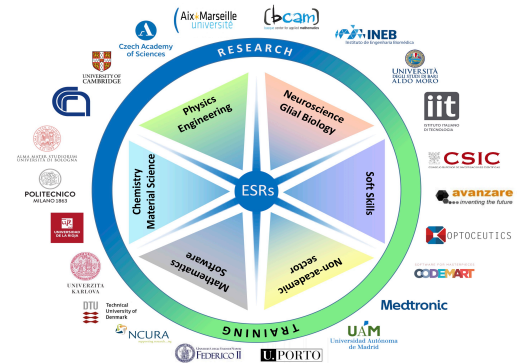 Aix*Marseille
université
(bcam)
INEB
Instituto de Engenharia Biomédica
Czech Academy
of Sciences
RESEARCH
UNIVERSITY OF
CAMBRIDGE
UNIVERSITÀ
DEGLI STUDI DI BARI
ALDO MORO
Physics
Engineering
Neuroscience
Glial Biology
iit
ISTITUTO ITALIANO
DI TECNOLOGIA
ALMA MATER STUDIORUM
UNIVERSITÀ DI BOLOGNA
CSIC
Chemistry
Material Science
ESRs
Soft Skills
POLITECNICO
MILANO 1863
avanzare
inventing the future
UNIVERSIDAD
DE LA RIOJA
OPTOCEUTICS
Mathematics
Software
Non-academic
sector
UNIVERZITA
KARLOVA
CODEMART
DTU
Technical
University of
Denmark
Medtronic
TRAINING
NCURA
UAM
Universidad Autónoma
de Madrid
FEDERICO II
U.PORTO